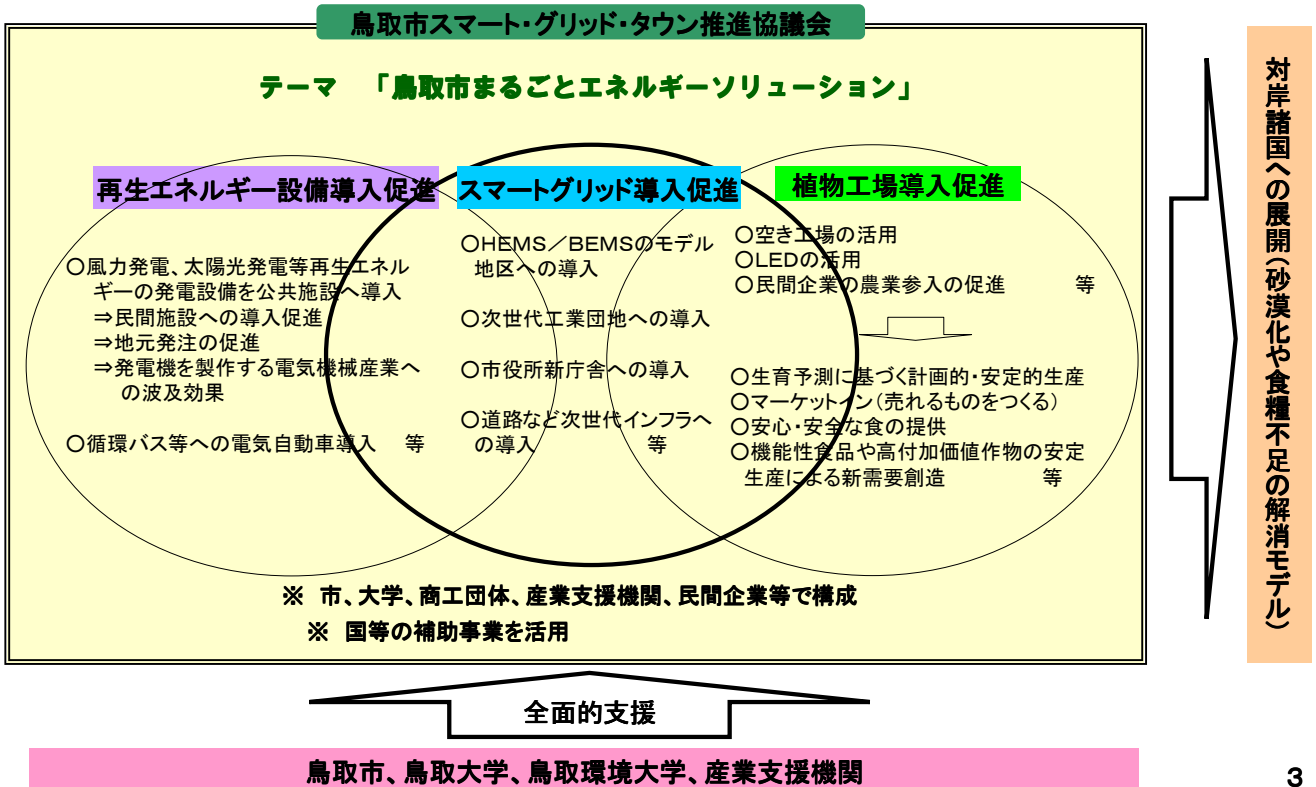 鳥取市スマート・グリッド・タウン推進協議会
テーマ 「鳥取市まるごとエネルギーソリューション」
再生エネルギー設備導入促進
○風力発電、太陽光発電等再生エネル
ギーの発電設備を公共施設へ導入
⇒民間施設への導入促進
⇒地元発注の促進
⇒発電機を製作する電気機械産業へ
の波及効果
○循環バス等への電気自動車導入 等
スマートグリッド導入促進
○HEMS/BEMSのモデル
地区への導入
○次世代工業団地への導入
○市役所新庁舎への導入
○道路など次世代インフラへ
の導入 等
植物工場導入促進
○空き工場の活用
○LEDの活用
○民間企業の農業参入の促進 等
○生育予測に基づく計画的・安定的生産
○マーケットイン(売れるものをつくる)
○安心・安全な食の提供
○機能性食品や高付加価値作物の安定
生産による新需要創造 等
※ 市、大学、商工団体、産業支援機関、民間企業等で構成
※ 国等の補助事業を活用
対岸諸国への展開(砂漠化や食糧不足の解消モデル)
全面的支援
鳥取市、鳥取大学、鳥取環境大学、産業支援機関
3